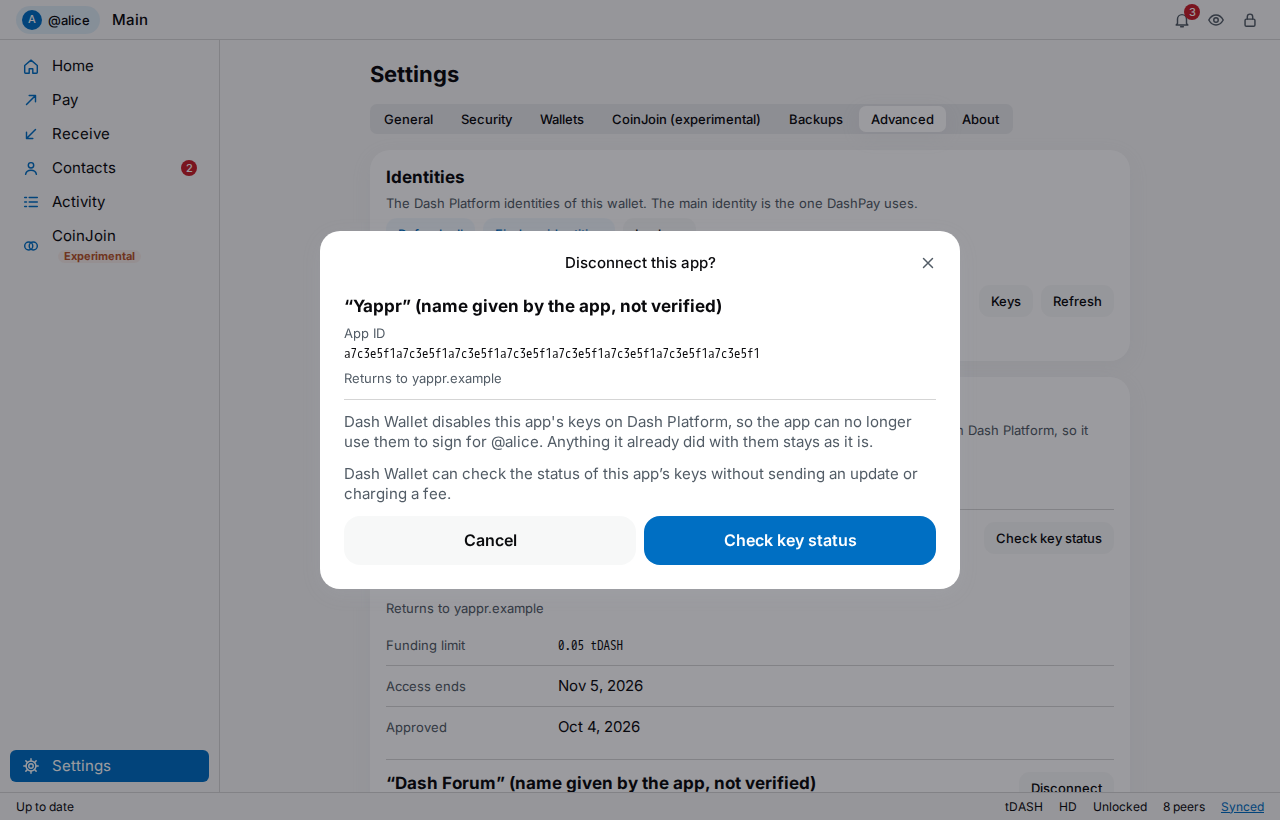 A @alice Main 3
Home
Pay
Receive
Contacts 2
Activity
CoinJoin
Experimental
Settings
General Security Wallets CoinJoin (experimental) Backups Advanced About
Identities
The Dash Platform identities of this wallet. The main identity is the one DashPay uses.
Keys Refresh
Disconnect this app?
“Yappr” (name given by the app, not verified)
App ID
a7c3e5f1a7c3e5f1a7c3e5f1a7c3e5f1a7c3e5f1a7c3e5f1a7c3e5f1a7c3e5f1
Returns to yappr.example
Dash Wallet disables this app's keys on Dash Platform, so the app can no longer
use them to sign for @alice. Anything it already did with them stays as it is.
Dash Wallet can check the status of this app’s keys without sending an update or
charging a fee.
Cancel Check key status
Dash Platform, so it
Check key status
Returns to yappr.example
Funding limit 0.05 tDASH
Access ends Nov 5, 2026
Approved Oct 4, 2026
“Dash Forum” (name given by the app, not verified) Disconnect
Settings
Up to date tDASH HD Unlocked 8 peers Synced